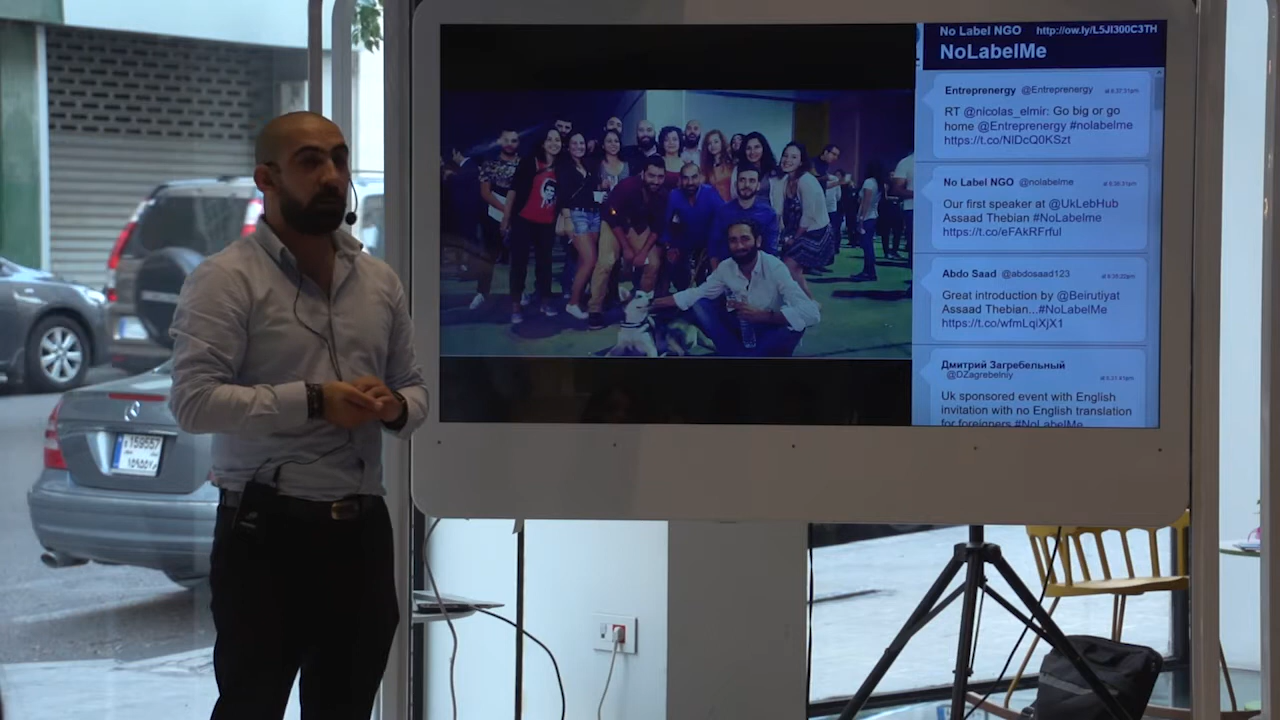 No Label NGO http://ow.ly/L5JI300C3TH
NoLabelMe
Entreprenergy @Entreprenergy
RT @nicolas_elmir: Go big or go
home @Entreprenergy #nolabelme
https://t.co/NIDcQ0KSzt
No Label NGO @nolabelme
Our first speaker at @UkLebHub
Assaad Thebian #NoLabelme
https://t.co/eFAkRFrful
Abdo Saad @abdosaad123
Great introduction by @Beirutiyat
Assaad Thebian...#NoLabelMe
https://t.co/wfmLqiXjX1
Дмитрий Загребельный
@OZagrebelniy
Uk sponsored event with English
invitation with no English translation
for foreigners #NoLabelMe